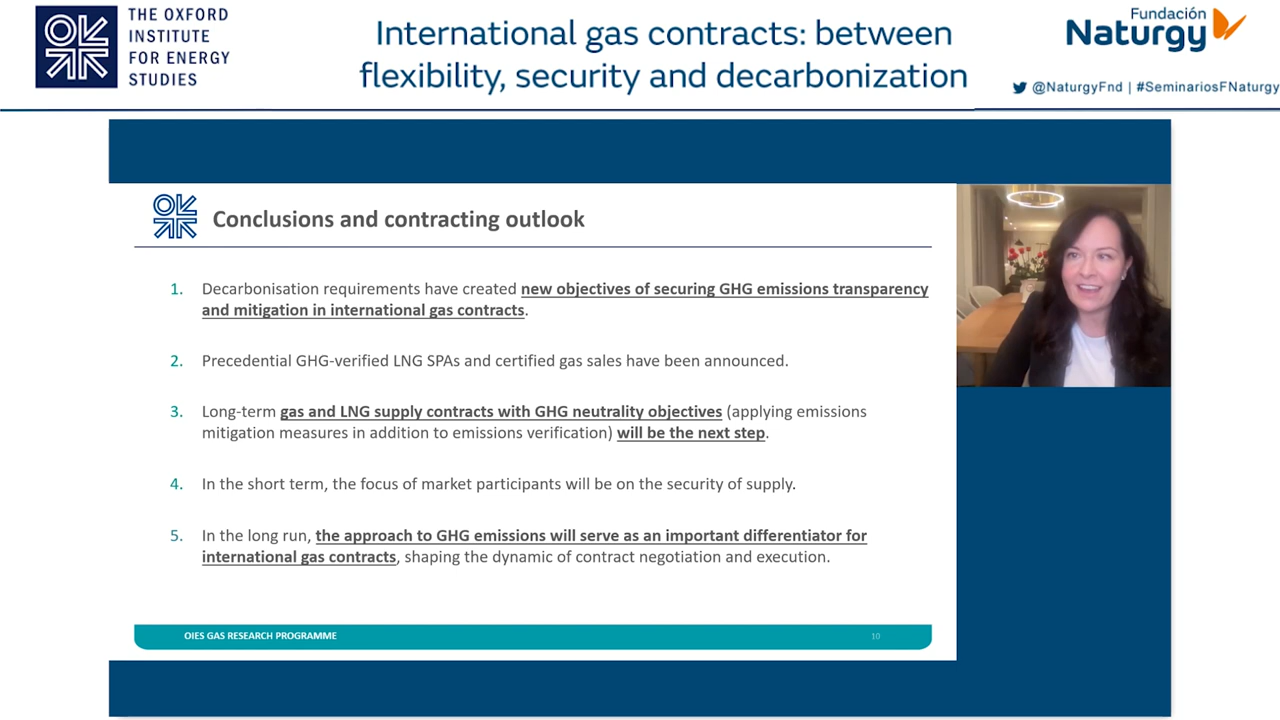 THE OXFORD
INSTITUTE
FOR ENERGY
STUDIES
International gas contracts: between
flexibility, security and decarbonization
Fundación
Naturgy
@NaturgyFnd | #SeminariosFNaturgy
Conclusions and contracting outlook
1. Decarbonisation requirements have created new objectives of securing GHG emissions transparency
and mitigation in international gas contracts.
2. Precedential GHG-verified LNG SPAs and certified gas sales have been announced.
3. Long-term gas and LNG supply contracts with GHG neutrality objectives (applying emissions
mitigation measures in addition to emissions verification) will be the next step.
4. In the short term, the focus of market participants will be on the security of supply.
5. In the long run, the approach to GHG emissions will serve as an important differentiator for
international gas contracts, shaping the dynamic of contract negotiation and execution.
OIES GAS RESEARCH PROGRAMME
10